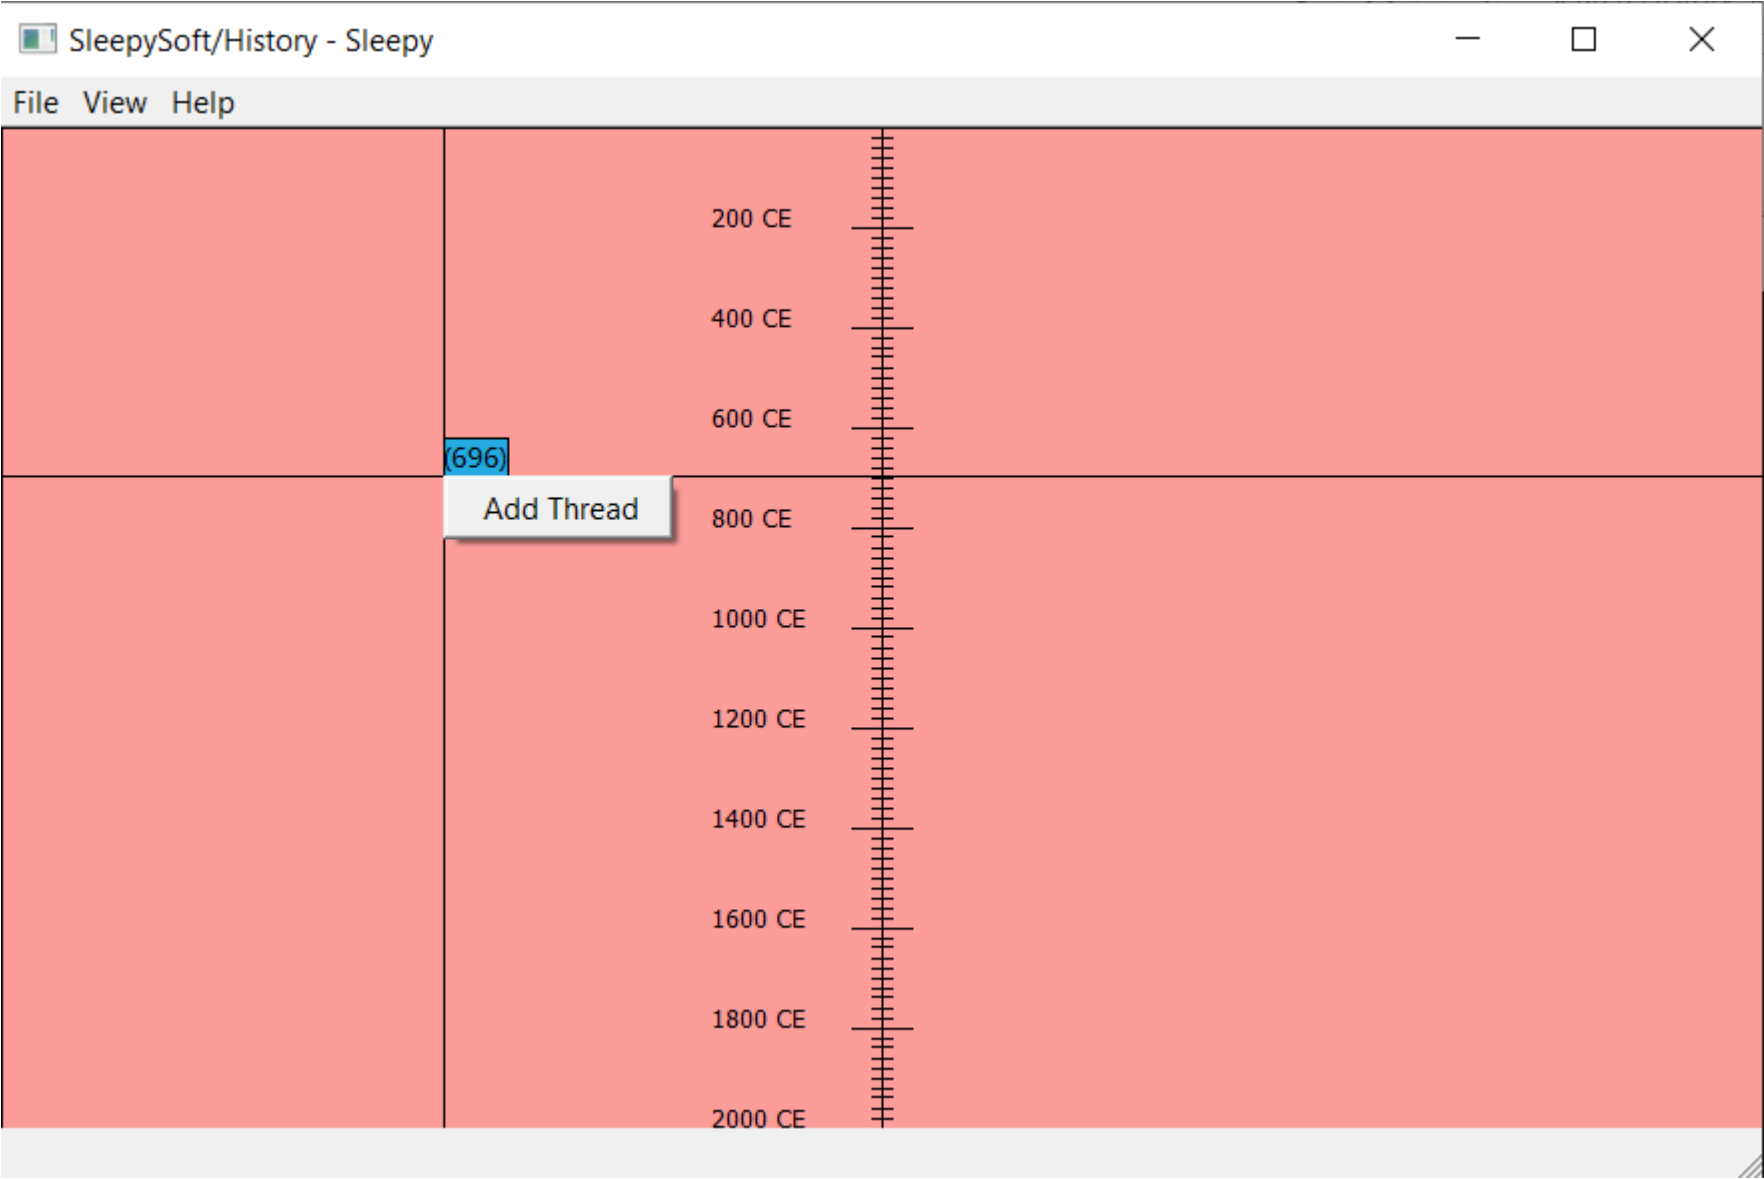 SleepySoft/History - Sleepy
File View Help
200 CE
400 CE
600 CE
(696)
Add Thread
800 CE
1000 CE
1200 CE
1400 CE
1600 CE
1800 CE
2000 CE